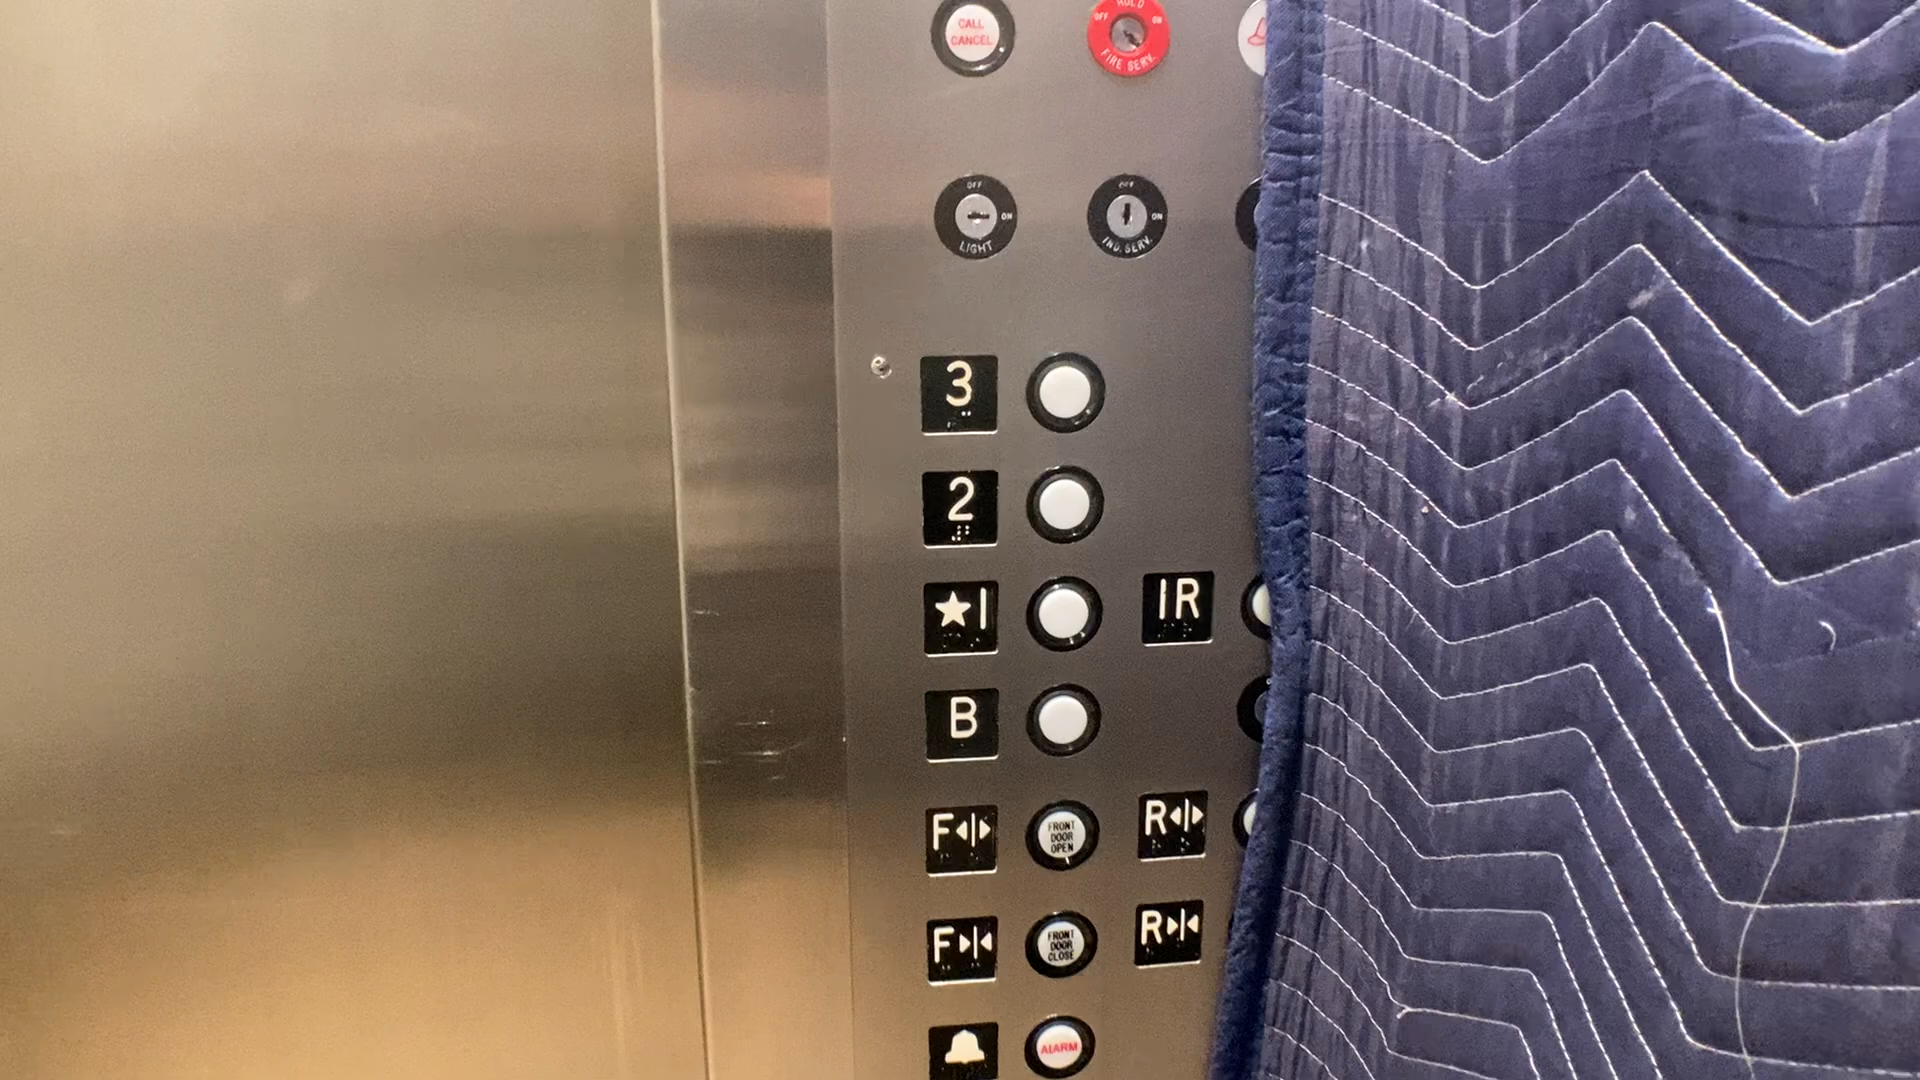 CALL
CANCEL
HOLD
OFF
ON
FIRE SERV.
OFF
ON
LIGHT
OFF
ON
IND. SERV.
3
2
★1
1R
B
F◄|►
FRONT
DOOR
OPEN
R◄|►
F►|◄
FRONT
DOOR
CLOSE
R►|◄
ALARM